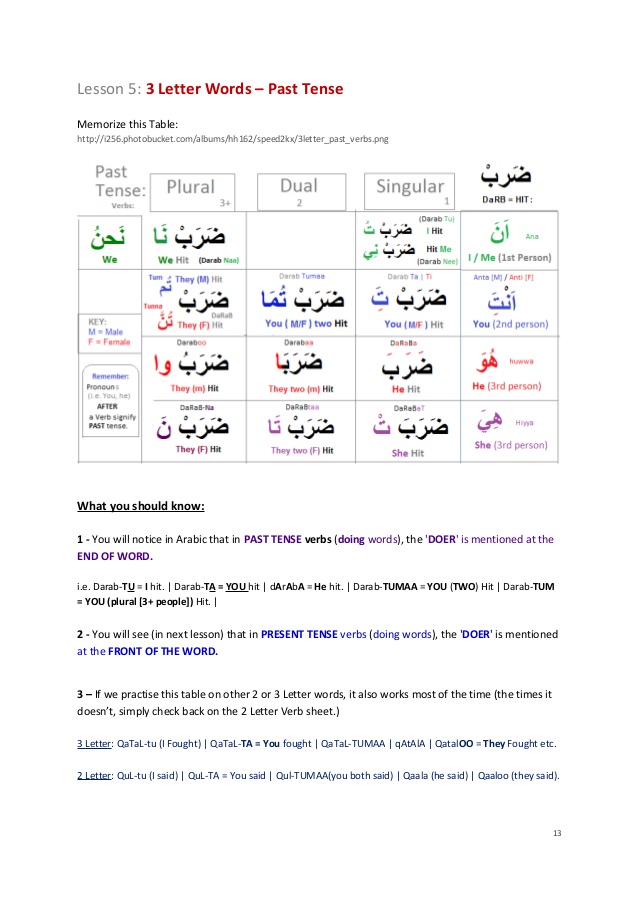 Lesson 5: 3 Letter Words – Past Tense
Memorize this Table:
http://i256.photobucket.com/albums/hh162/speed2kx/3letter_past_verbs.png
Past Tense:
Verbs:
Plural
3+
Dual
2
Singular
1
ضَرَبْ
DaRB = HIT:
نَحنُ
We
ضَرَبْ نَا
We Hit (Darab Naa)
(Darab Tu)
ضَرَبْ تُ
I Hit
ضَرَبْ نِي
Hit Me
(Darab Nee)
أَنَ
Ana
I / Me (1st Person)
KEY:
M = Male
F = Female
Tum They (M) Hit
ضَرَبْ تُم
Tunna
تُنَّ
DaRaB
They (F) Hit
Darab Tumaa
ضَرَبْ تُمَا
You ( M/F ) two Hit
Darab Ta | Ti
ضَرَبْ تَِ
You ( M/F ) Hit
Anta [M] / Anti [F]
اَنْتَِ
You (2nd person)
Remember:
Pronouns
(i.e. You, he)
AFTER
a Verb signify
PAST tense.
Daraboo
ضَرَبُ وا
They (m) Hit
Darabaa
ضَرَبَا
They two (m) Hit
DaRaBa
ضَرَبَ
He Hit
هُوَ
huwwa
He (3rd person)
DaRaB-Na
ضَرَبْ نَ
They (F) Hit
DaRaBtaa
ضَرَبَ تَا
They two (F) Hit
DaRaBaT
ضَرَبَ تْ
She Hit
هِيَ
Hiyya
She (3rd person)
What you should know:
1 - You will notice in Arabic that in PAST TENSE verbs (doing words), the 'DOER' is mentioned at the
END OF WORD.
i.e. Darab-TU = I hit. | Darab-TA = YOU hit | dArAbA = He hit. | Darab-TUMAA = YOU (TWO) Hit | Darab-TUM
= YOU (plural [3+ people]) Hit. |
2 - You will see (in next lesson) that in PRESENT TENSE verbs (doing words), the 'DOER' is mentioned
at the FRONT OF THE WORD.
3 – If we practise this table on other 2 or 3 Letter words, it also works most of the time (the times it
doesn't, simply check back on the 2 Letter Verb sheet.)
3 Letter: QaTaL-tu (I Fought) | QaTaL-TA = You fought | QaTaL-TUMAA | qAtAlA | QatalOO = They Fought etc.
2 Letter: QuL-tu (I said) | QuL-TA = You said | Qul-TUMAA(you both said) | Qaala (he said) | Qaaloo (they said).
13